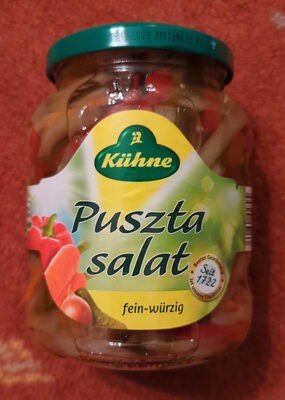 Kühne
Puszta
salat
fein-würzig
Seit
1722